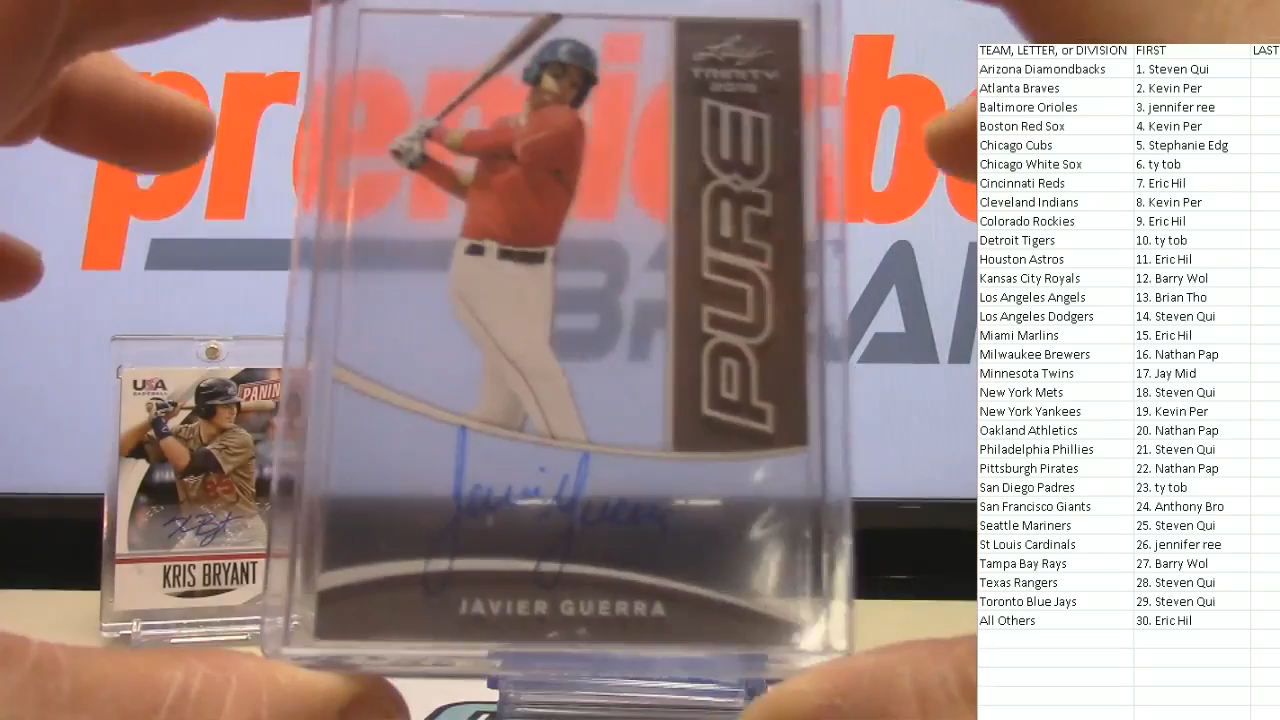 Leaf
TRINITY
2015
PURE
Javier Guerra
JAVIER GUERRA
USA
BASEBALL
PANINI
KRIS BRYANT
TEAM, LETTER, or DIVISION FIRST LAST
Arizona Diamondbacks 1. Steven Qui
Atlanta Braves 2. Kevin Per
Baltimore Orioles 3. jennifer ree
Boston Red Sox 4. Kevin Per
Chicago Cubs 5. Stephanie Edg
Chicago White Sox 6. ty tob
Cincinnati Reds 7. Eric Hil
Cleveland Indians 8. Kevin Per
Colorado Rockies 9. Eric Hil
Detroit Tigers 10. ty tob
Houston Astros 11. Eric Hil
Kansas City Royals 12. Barry Wol
Los Angeles Angels 13. Brian Tho
Los Angeles Dodgers 14. Steven Qui
Miami Marlins 15. Eric Hil
Milwaukee Brewers 16. Nathan Pap
Minnesota Twins 17. Jay Mid
New York Mets 18. Steven Qui
New York Yankees 19. Kevin Per
Oakland Athletics 20. Nathan Pap
Philadelphia Phillies 21. Steven Qui
Pittsburgh Pirates 22. Nathan Pap
San Diego Padres 23. ty tob
San Francisco Giants 24. Anthony Bro
Seattle Mariners 25. Steven Qui
St Louis Cardinals 26. jennifer ree
Tampa Bay Rays 27. Barry Wol
Texas Rangers 28. Steven Qui
Toronto Blue Jays 29. Steven Qui
All Others 30. Eric Hil